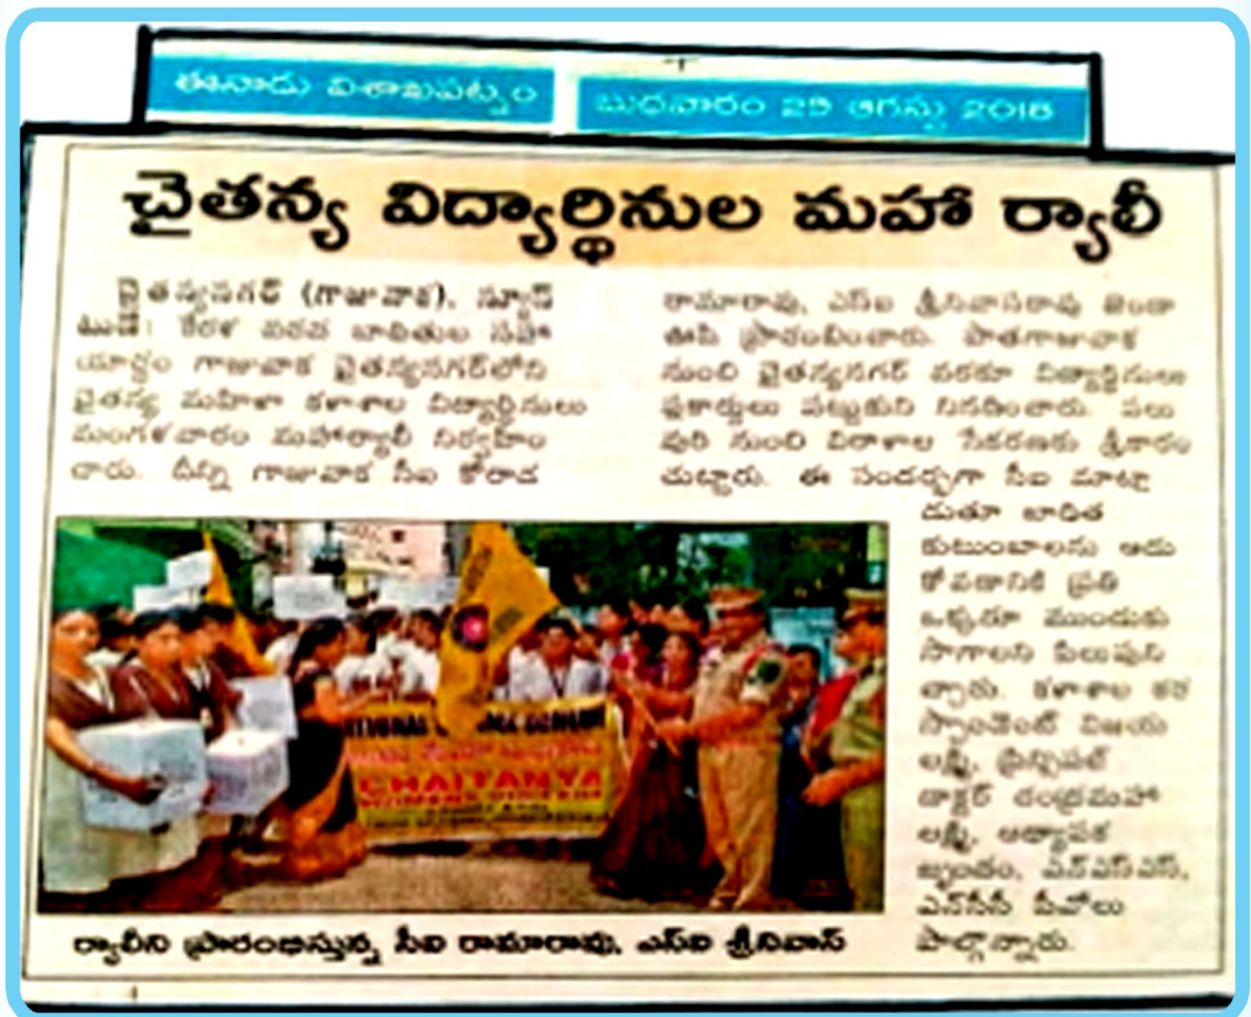 ఈనాడు విశాఖపట్నం
బుధవారం 29 ఆగస్టు 2018
చైతన్య విద్యార్థినుల మహా ర్యాలీ
చైతన్యనగర్ (గాజువాక), న్యూస్
టుడే: కేరళ వరద బాధితుల సహా
యార్థం గాజువాక చైతన్యనగర్‌లోని
చైతన్య మహిళా కళాశాల విద్యార్థినులు
మంగళవారం మహార్యాలీ నిర్వహిం
చారు. దీన్ని గాజువాక సీఐ కోరాడ
రామారావు, ఎస్ఐ శ్రీనివాసరావు జెండా
ఊపి ప్రారంభించారు. పాతగాజువాక
నుంచి చైతన్యనగర్ వరకూ విద్యార్థినులు
ప్లకార్డులు పట్టుకుని నినదించారు. పలు
వురి నుంచి విరాళాల సేకరణకు శ్రీకారం
చుట్టారు. ఈ సందర్భంగా సీఐ మాట్లా
డుతూ బాధిత
కుటుంబాలను ఆదు
కోవడానికి ప్రతి
ఒక్కరూ ముందుకు
సాగాలని పిలుపుని
చ్చారు. కళాశాల కర
స్పాండెంట్ విజయ
లక్ష్మి, ప్రిన్సిపల్
డాక్టర్ చంద్రమహా
లక్ష్మి, అధ్యాపక
బృందం, ఎన్ఎస్ఎస్,
ఎన్‌సీసీ పీవోలు
పాల్గొన్నారు.
CHAITANYA
ర్యాలీని ప్రారంభిస్తున్న సీఐ రామారావు, ఎస్ఐ శ్రీనివాస్